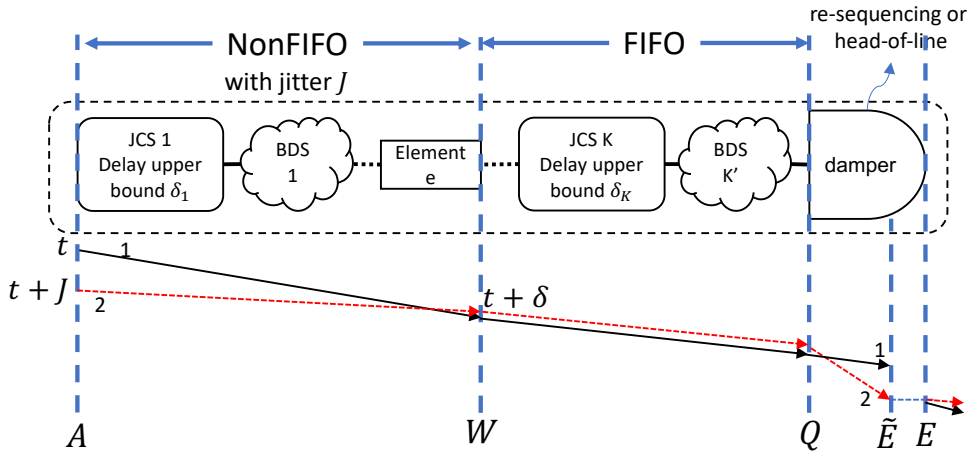 re-sequencing or
head-of-line
NonFIFO
with jitter J
FIFO
JCS 1
Delay upper
bound δ₁
BDS
1
Element
e
JCS K
Delay upper
bound δ_K
BDS
K’
damper
t
1
t + J
2
t + δ
1
2
A
W
Q
Ẽ
E